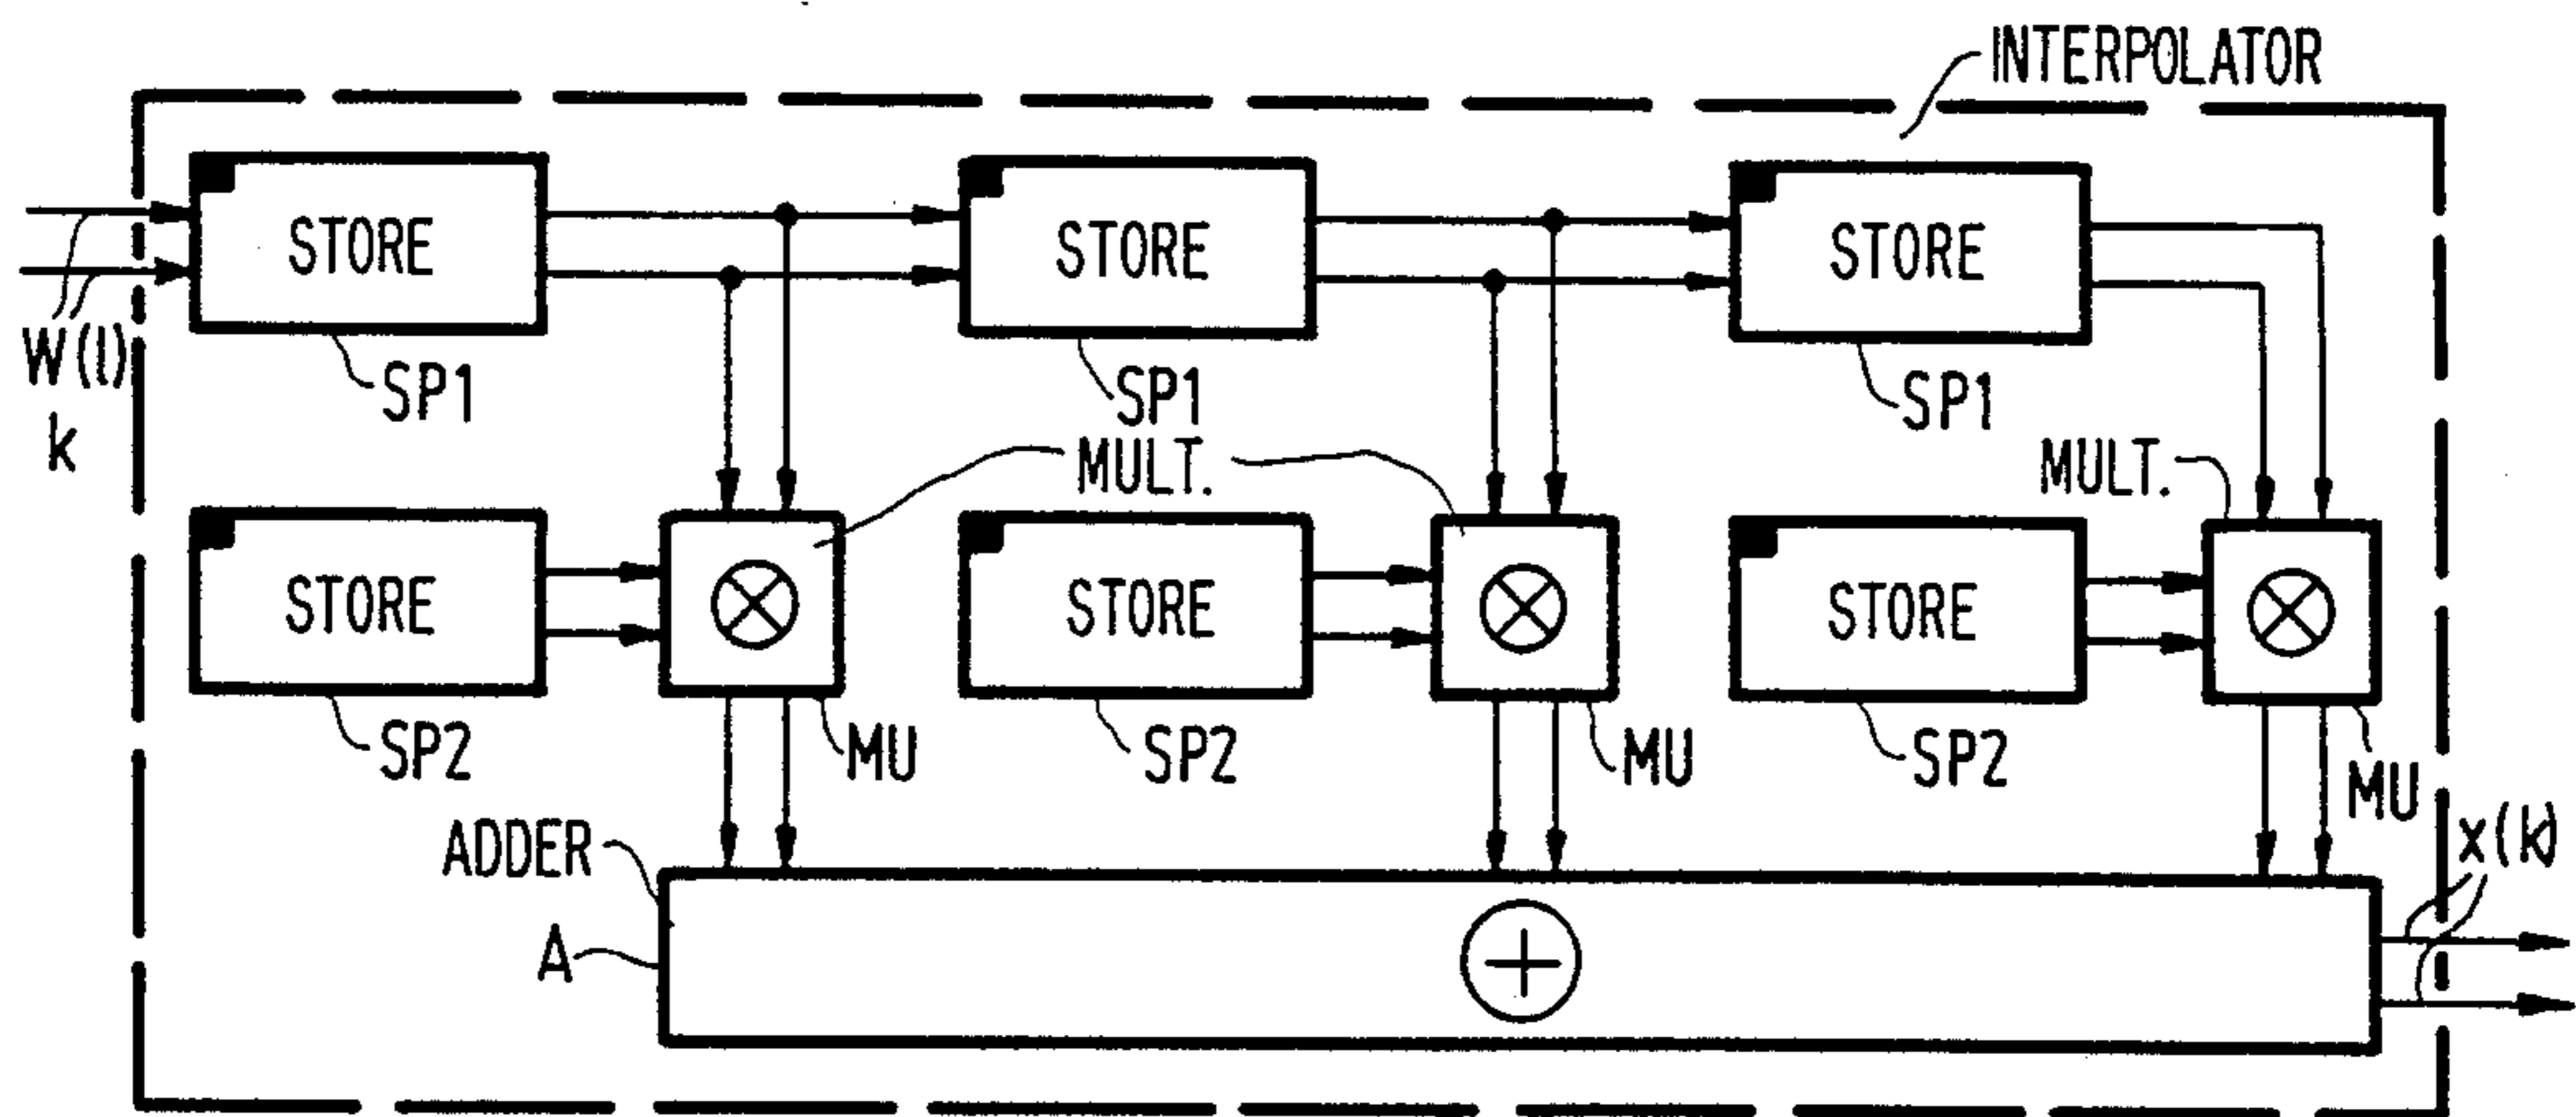 INTERPOLATOR
STORE
STORE
STORE
W(l)
k
SP1
SP1
SP1
MULT.
MULT.
STORE
STORE
STORE
SP2
MU
SP2
MU
SP2
MU
ADDER
x(k)
A